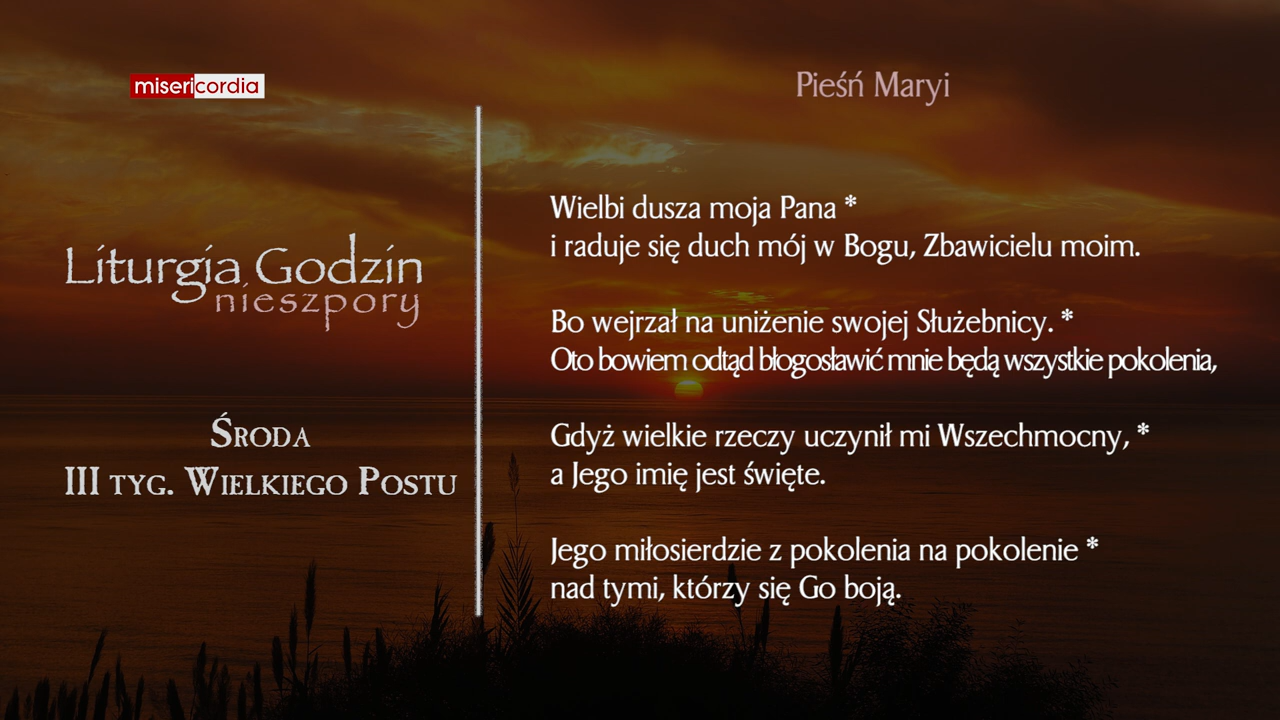 misericordia
Liturgia Godzin
nieszpory
Środa
III tyg. Wielkiego Postu
Pieśń Maryi
Wielbi dusza moja Pana *
i raduje się duch mój w Bogu, Zbawicielu moim.
Bo wejrzał na uniżenie swojej Służebnicy. *
Oto bowiem odtąd błogosławić mnie będą wszystkie pokolenia,
Gdyż wielkie rzeczy uczynił mi Wszechmocny, *
a Jego imię jest święte.
Jego miłosierdzie z pokolenia na pokolenie *
nad tymi, którzy się Go boją.